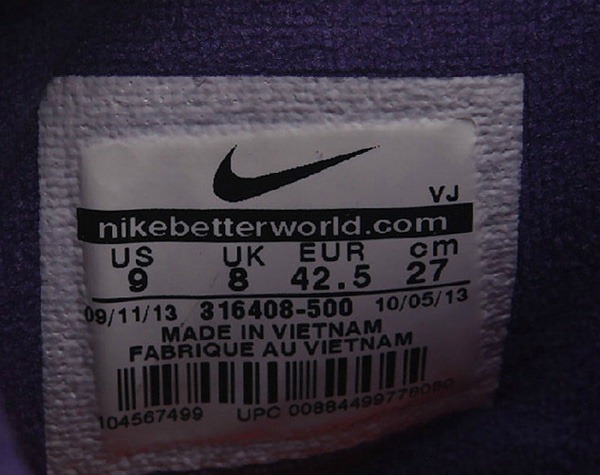 VJ
nikebetterworld.com
US UK EUR cm
9 8 42.5 27
09/11/13 316408-500 10/05/13
MADE IN VIETNAM
FABRIQUE AU VIETNAM
104567499 UPC